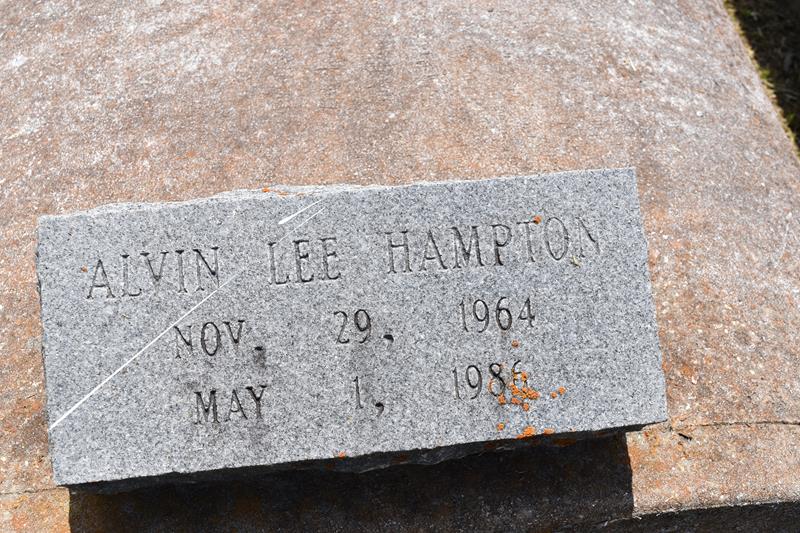 ALVIN LEE HAMPTON
NOV. 29, 1964
MAY 1, 1986